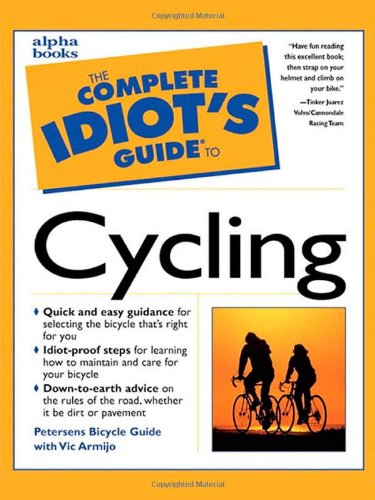 Copyrighted Material
alpha
books
"Have fun reading
this excellent book;
then strap on your
helmet and climb on
your bike."
—Tinker Juarez
Volvo/Cannondale
Racing Team
THE
COMPLETE
IDIOT'S
GUIDE® TO
Cycling
Quick and easy guidance for
selecting the bicycle that's right
for you
Idiot-proof steps for learning
how to maintain and care for
your bicycle
Down-to-earth advice on
the rules of the road, whether
it be dirt or pavement
Petersens Bicycle Guide
with Vic Armijo
Copyrighted Material